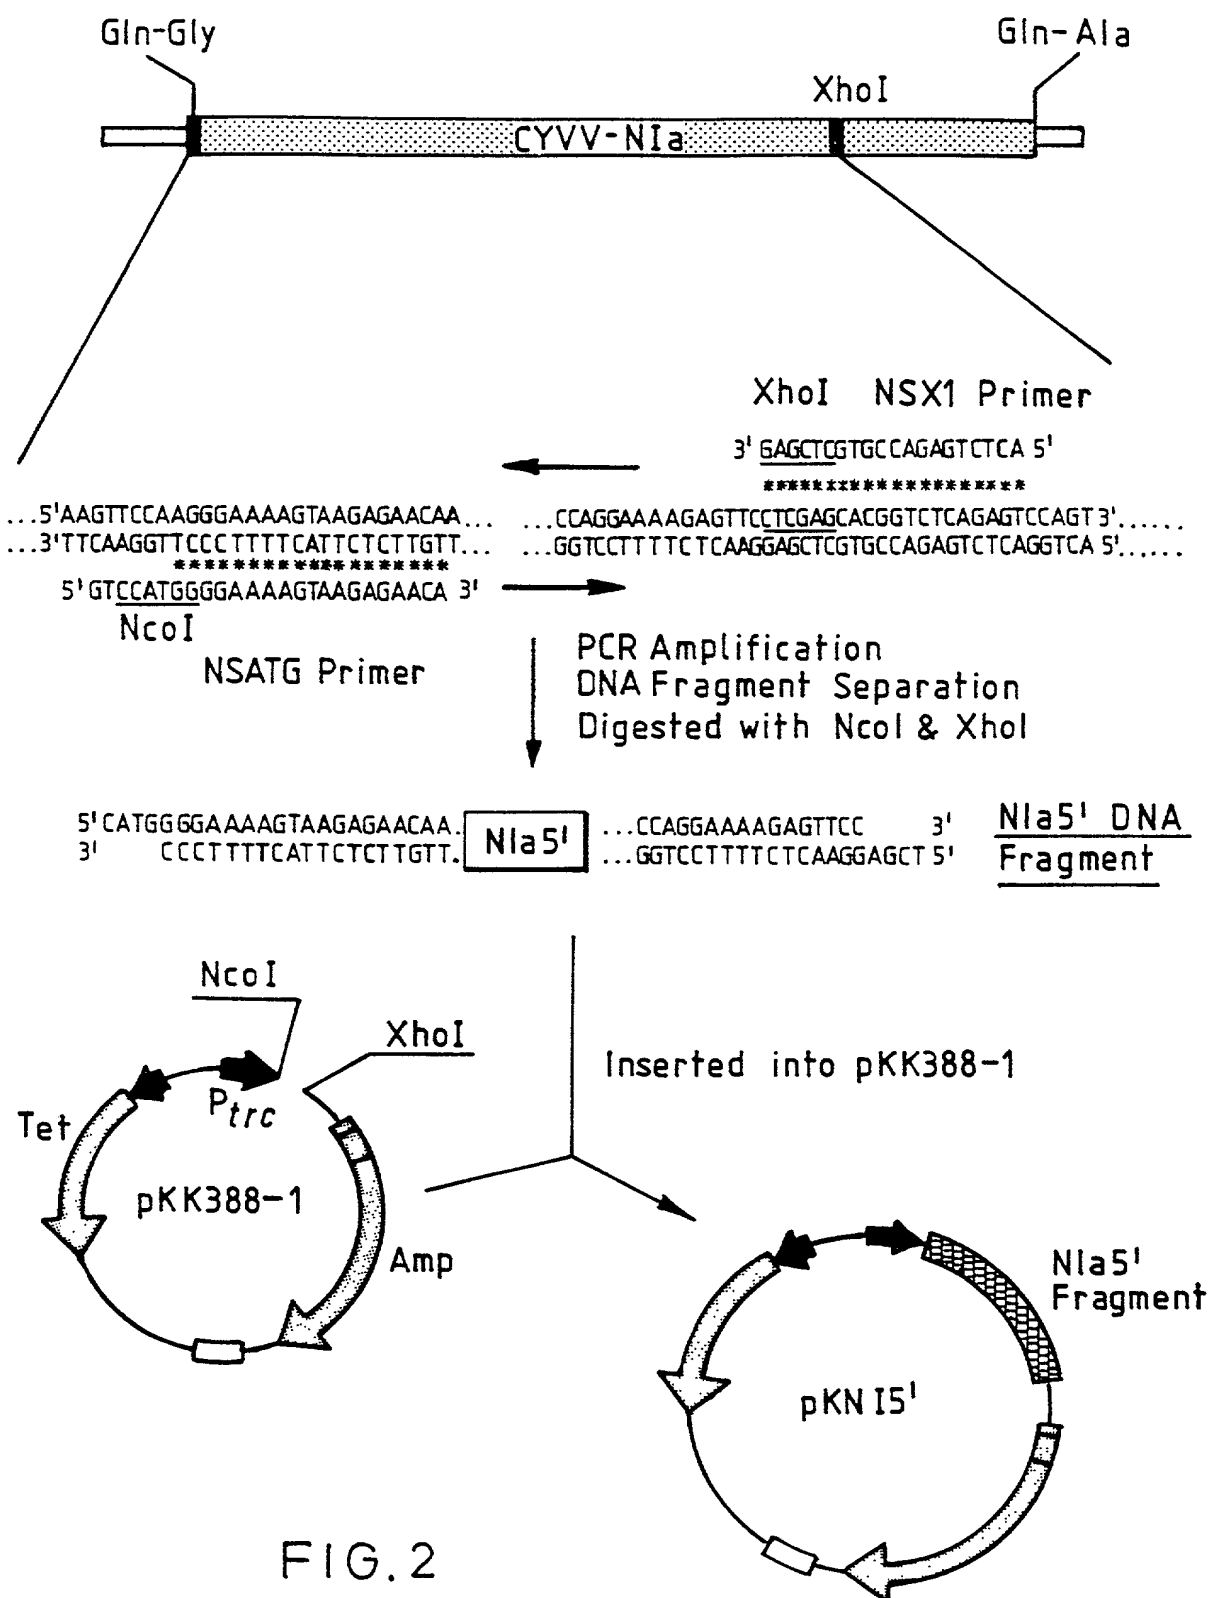 Gln-Gly
Gln-Ala
XhoI
CYVV-NIa
XhoI NSX1 Primer
3' GAGCTCGTGCCAGAGTCTCA 5'
**********************
...5'AAGTTCCAAGGGAAAAGTAAGAGAACAA... ...CCAGGAAAAGAGTTCCTCGAGCACGGTCTCAGAGTCCAGT 3'......
...3'TTCAAGGTTCCCTTTTCATTCTCTTGTT... ...GGTCCTTTTCTCAAGGAGCTCGTGCCAGAGTCTCAGGTCA 5'......
*******************
5'GTCCATGGGGAAAAGTAAGAGAACA 3'
NcoI
NSATG Primer
PCR Amplification
DNA Fragment Separation
Digested with NcoI & XhoI
5'CATGGGGAAAAGTAAGAGAACAA. NIa5' ...CCAGGAAAAGAGTTCC 3'
3' CCCTTTTCATTCTCTTGTT. ...GGTCCTTTTCTCAAGGAGCT 5'
NIa5' DNA
Fragment
NcoI
XhoI
Inserted into pKK388-1
Ptrc
Tet
pKK388-1
Amp
NIa5'
Fragment
pKNI5'
FIG. 2